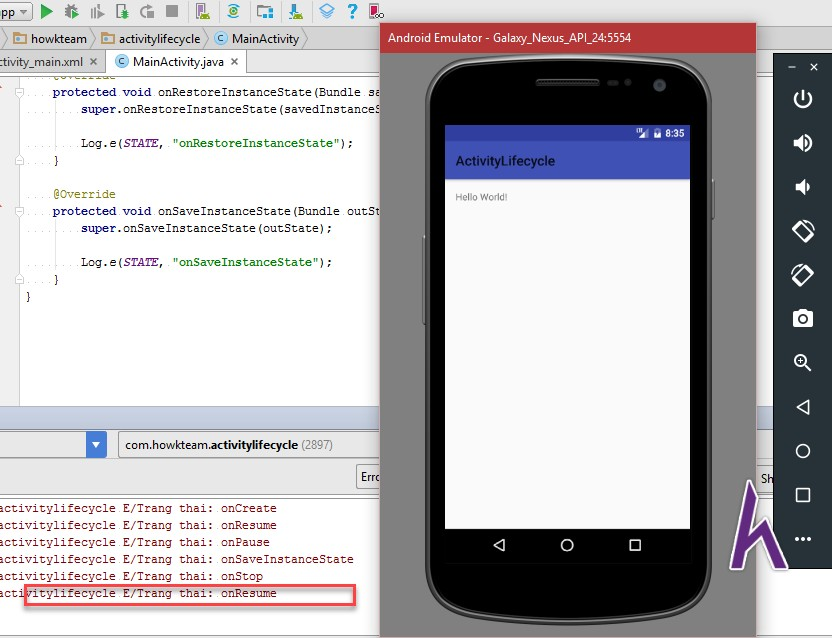 pp
Android Emulator - Galaxy_Nexus_API_24:5554
howkteam
activitylifecycle
MainActivity
ctivity_main.xml
MainActivity.java
@Override
protected void onRestoreInstanceState(Bundle sa
super.onRestoreInstanceState(savedInstanceS
Log.e(STATE, "onRestoreInstanceState");
}
@Override
protected void onSaveInstanceState(Bundle outSt
super.onSaveInstanceState(outState);
Log.e(STATE, "onSaveInstanceState");
}
}
8:35
ActivityLifecycle
Hello World!
com.howkteam.activitylifecycle (2897)
Erro
Sh
activitylifecycle E/Trang thai: onCreate
activitylifecycle E/Trang thai: onResume
activitylifecycle E/Trang thai: onPause
activitylifecycle E/Trang thai: onSaveInstanceState
activitylifecycle E/Trang thai: onStop
activitylifecycle E/Trang thai: onResume